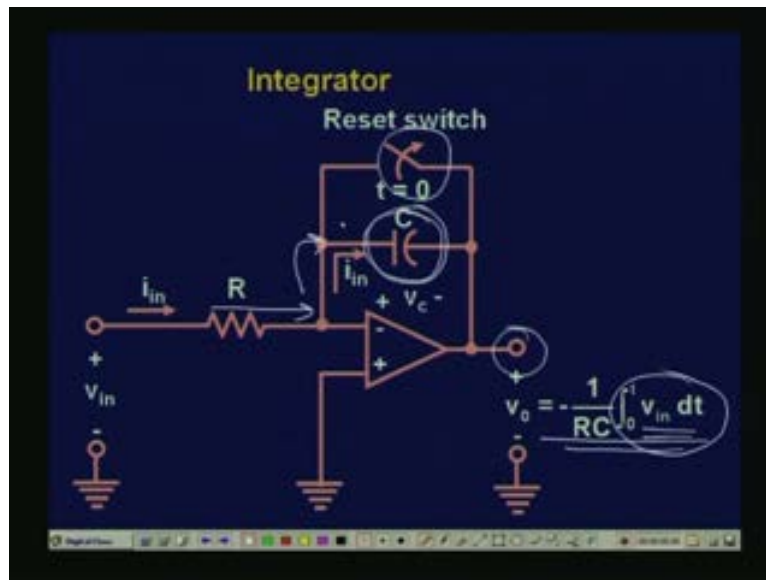 Integrator
Reset switch
t = 0
C
i_in
i_in
R
+ v_c -
-
+
+
v_in
-
+
v_0 = - 1/RC ∫_0^t v_in dt
-